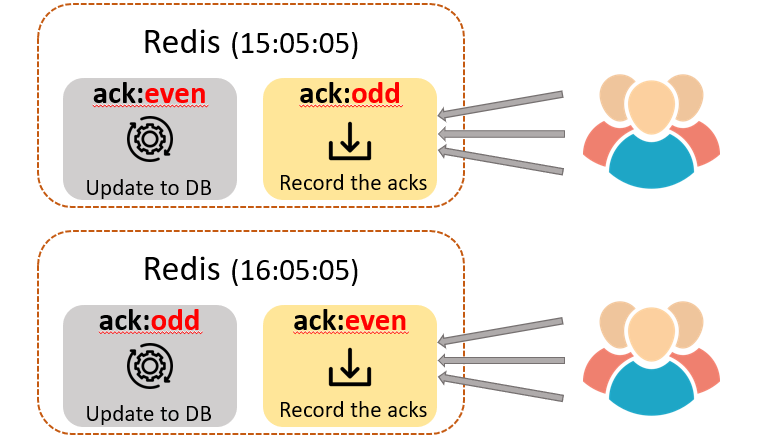 Redis (15:05:05)
ack:even
ack:odd
Update to DB
Record the acks
Redis (16:05:05)
ack:odd
ack:even
Update to DB
Record the acks